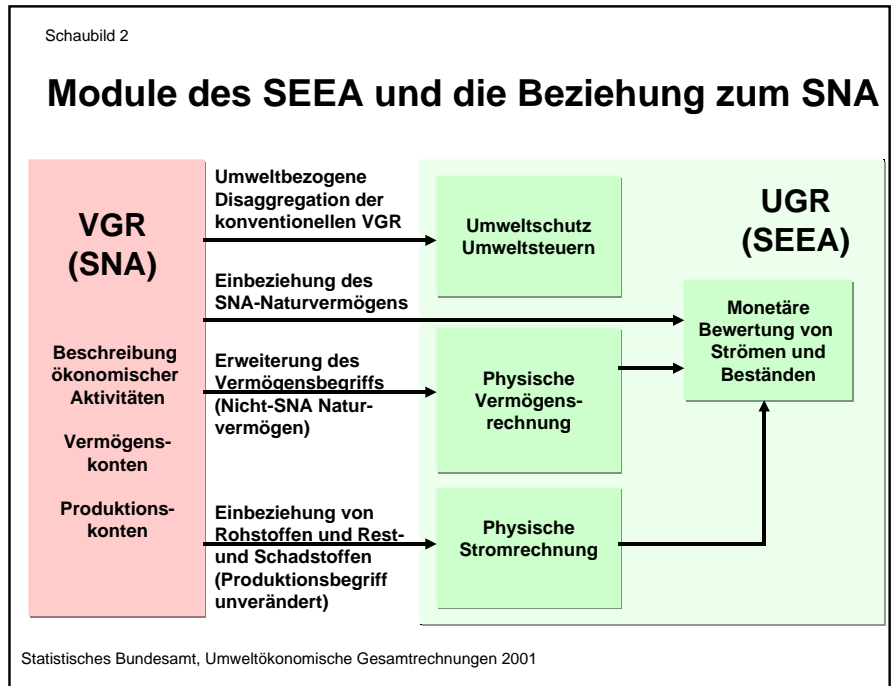 Schaubild 2
Module des SEEA und die Beziehung zum SNA
VGR
(SNA)
Beschreibung
ökonomischer
Aktivitäten
Vermögens-
konten
Produktions-
konten
Umweltbezogene
Disaggregation der
konventionellen VGR
Einbeziehung des
SNA-Naturvermögens
Erweiterung des
Vermögensbegriffs
(Nicht-SNA Natur-
vermögen)
Einbeziehung von
Rohstoffen und Rest-
und Schadstoffen
(Produktionsbegriff
unverändert)
Umweltschutz
Umweltsteuern
Physische
Vermögens-
rechnung
Physische
Stromrechnung
UGR
(SEEA)
Monetäre
Bewertung von
Strömen und
Beständen
Statistisches Bundesamt, Umweltökonomische Gesamtrechnungen 2001